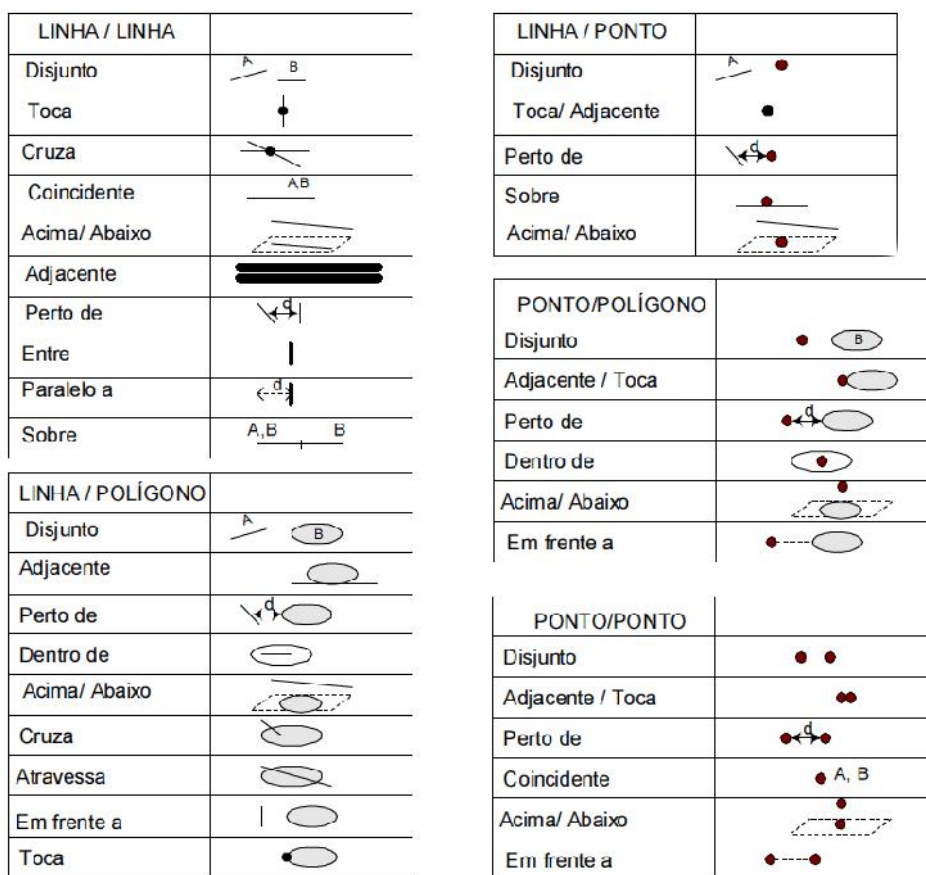 LINHA / LINHA
Disjunto A B
Toca
Cruza
Coincidente A,B
Acima/ Abaixo
Adjacente
Perto de d
Entre
Paralelo a d
Sobre A,B B
LINHA / POLÍGONO
Disjunto A B
Adjacente
Perto de d
Dentro de
Acima/ Abaixo
Cruza
Atravessa
Em frente a
Toca
LINHA / PONTO
Disjunto A
Toca/ Adjacente
Perto de d
Sobre
Acima/ Abaixo
PONTO/POLÍGONO
Disjunto B
Adjacente / Toca
Perto de d
Dentro de
Acima/ Abaixo
Em frente a
PONTO/PONTO
Disjunto
Adjacente / Toca
Perto de d
Coincidente A, B
Acima/ Abaixo
Em frente a